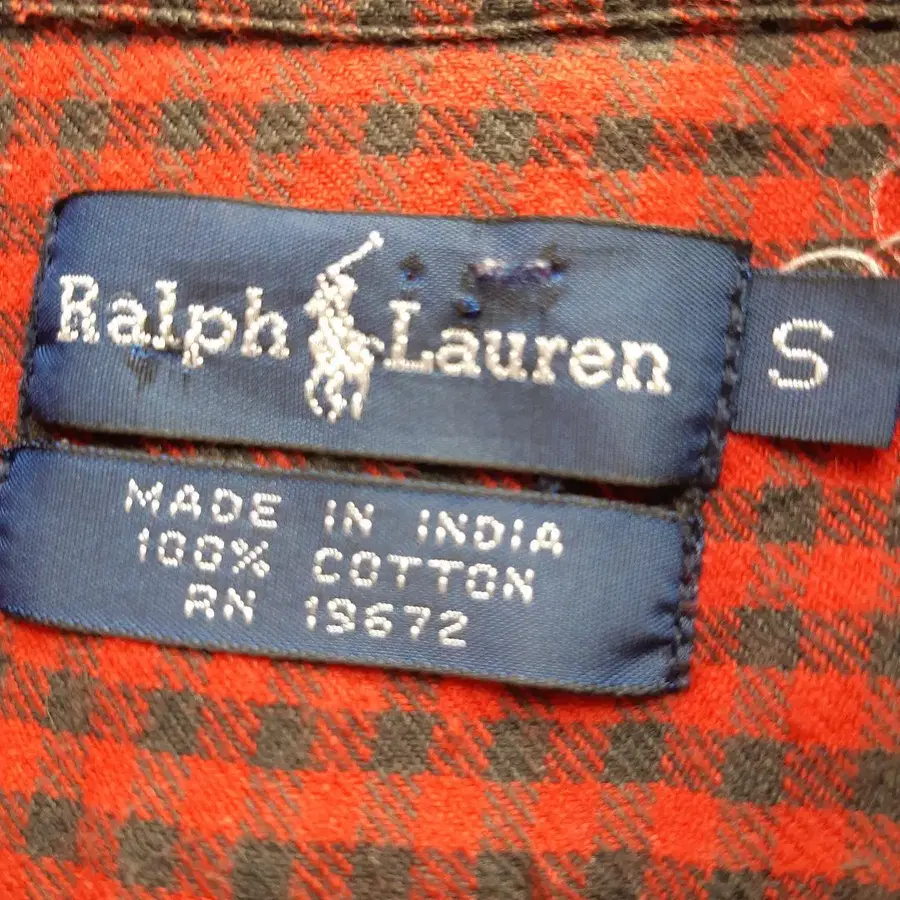 Ralph Lauren
S
MADE IN INDIA
100% COTTON
RN 19672